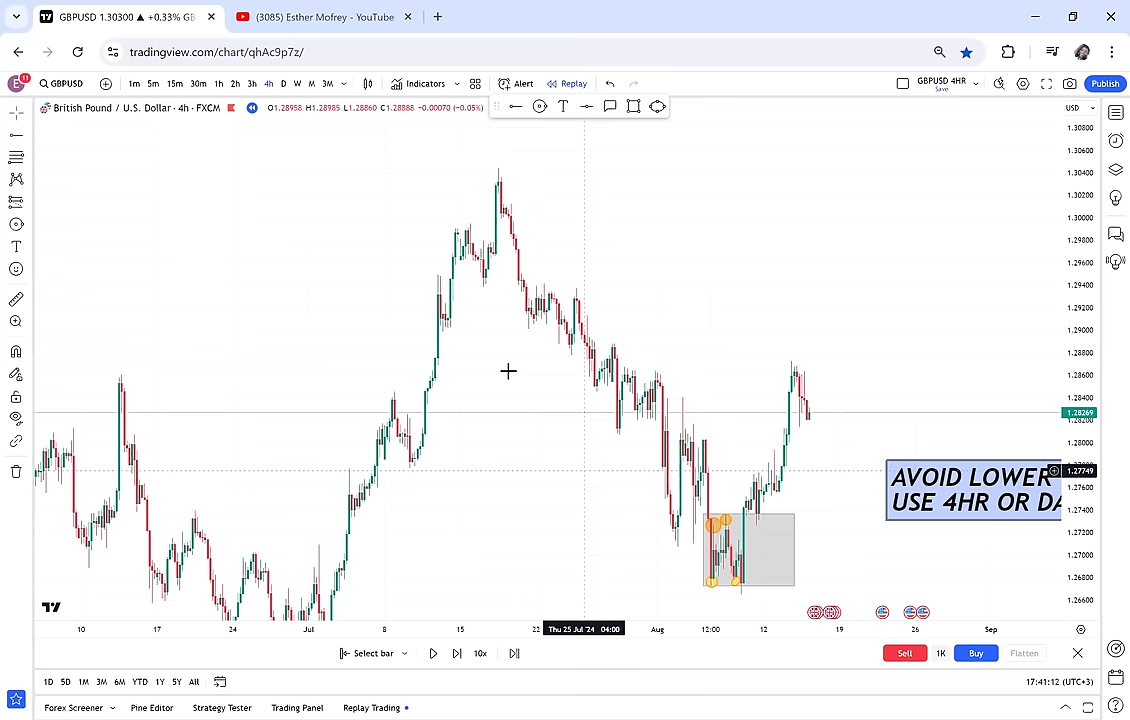 GBPUSD 1.30300 ▲ +0.33% GB
(3085) Esther Mofrey - YouTube
tradingview.com/chart/qhAc9p7z/
E 11 GBPUSD 1m 5m 15m 30m 1h 2h 3h 4h D W M 3M Indicators Alert Replay GBPUSD 4HR Save Publish
British Pound / U.S. Dollar · 4h · FXCM O1.28958 H1.28985 L1.28860 C1.28888 -0.00070 (-0.05%) USD
1.30800
1.30600
1.30400
1.30200
1.30000
1.29800
1.29600
1.29400
1.29200
1.29000
1.28800
1.28600
1.28400
1.28269
1.28000
1.27749
AVOID LOWER
1.27600
USE 4HR OR DA
1.27400
1.27200
1.27000
1.26800
1.26600
10 17 24 Jul 8 15 22 Thu 25 Jul '24 04:00 Aug 12:00 12 19 26 Sep
Select bar 10x Sell 1K Buy Flatten
1D 5D 1M 3M 6M YTD 1Y 5Y All 17:41:12 (UTC+3)
Forex Screener Pine Editor Strategy Tester Trading Panel Replay Trading